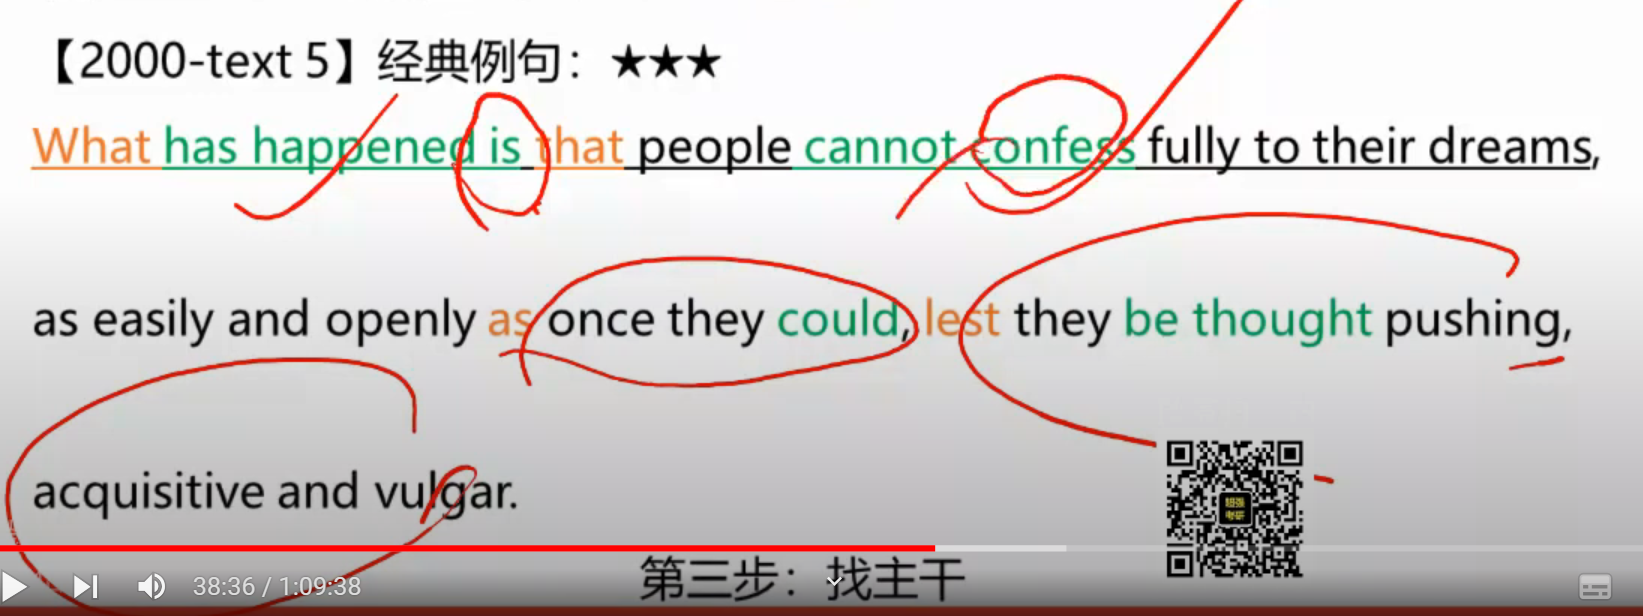 【2000-text 5】经典例句：★★★
What has happened is that people cannot confess fully to their dreams,
as easily and openly as once they could, lest they be thought pushing,
acquisitive and vulgar.
第三步：找主干
38:36 / 1:09:38